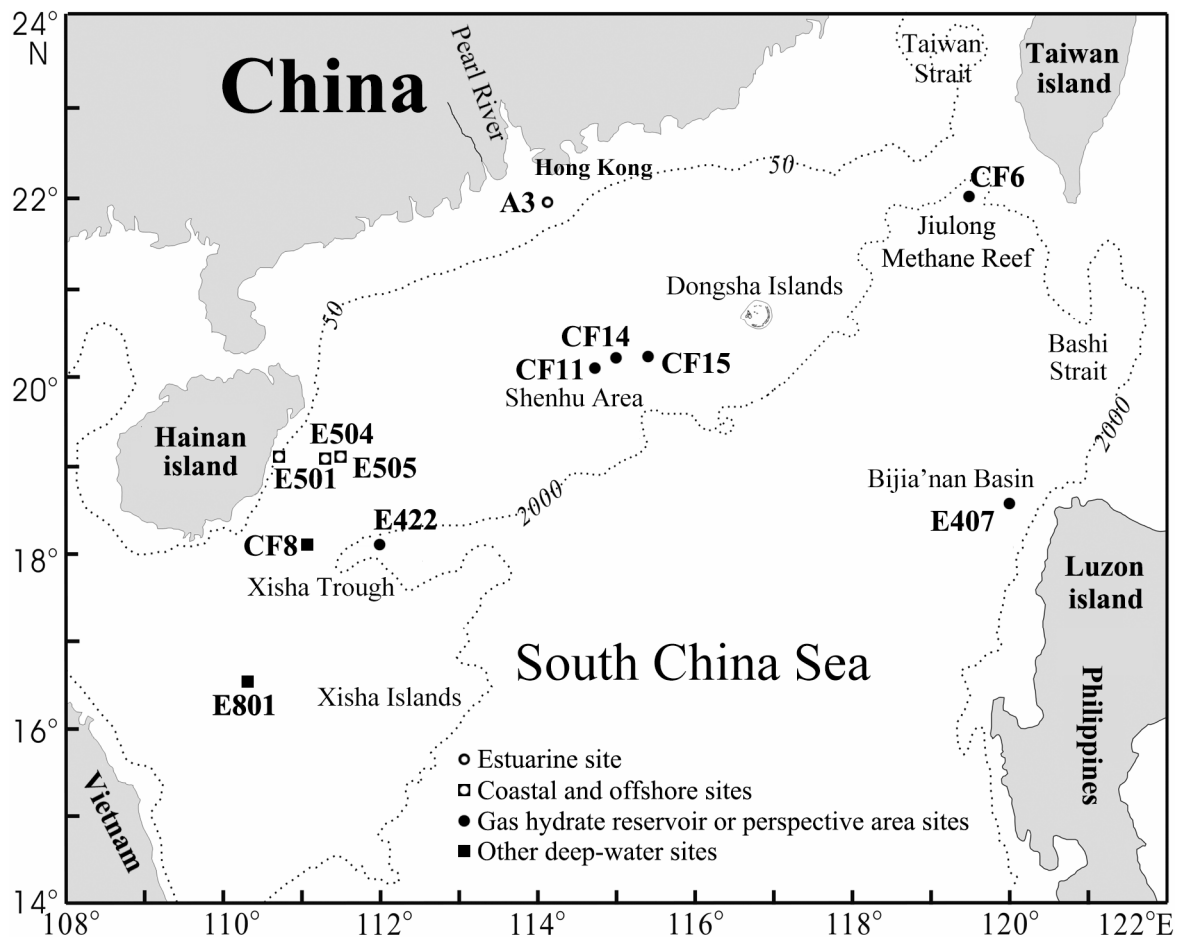 24°
N
22°
20°
18°
16°
14°
108°
110°
112°
114°
116°
118°
120°
122°E
China
Pearl River
Taiwan
Strait
Taiwan
island
Hong Kong
A3
50
CF6
Jiulong
Methane Reef
Dongsha Islands
50
CF14
CF11
CF15
Shenhu Area
Bashi
Strait
2000
Hainan
island
E504
E501
E505
2000
E422
Bijia'nan Basin
E407
CF8
Xisha Trough
Luzon
island
South China Sea
E801
Xisha Islands
Philippines
Vietnam
Estuarine site
Coastal and offshore sites
Gas hydrate reservoir or perspective area sites
Other deep-water sites